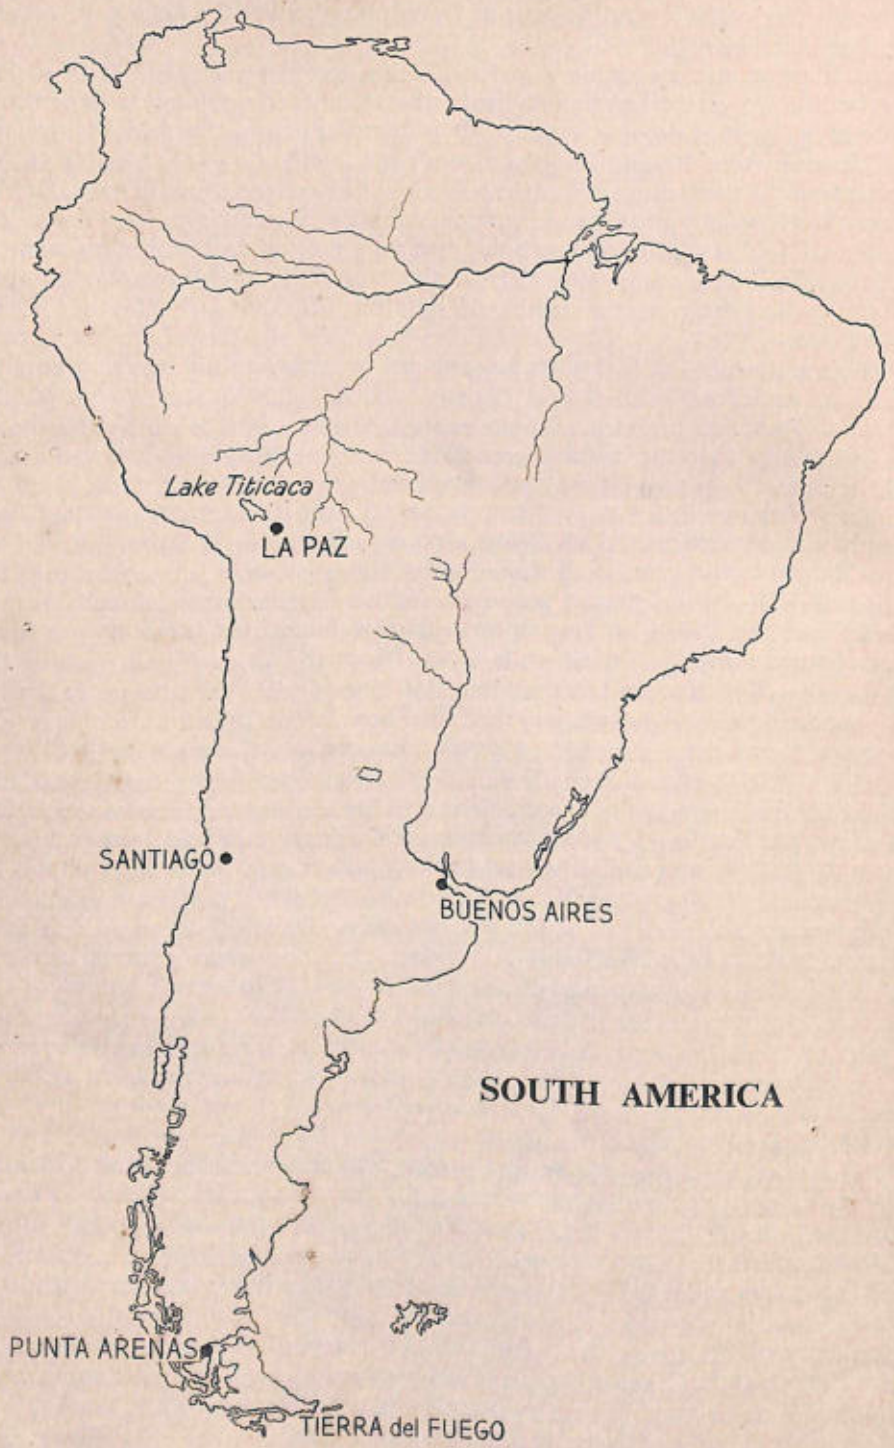 Lake Titicaca
LA PAZ
SANTIAGO
BUENOS AIRES
SOUTH AMERICA
PUNTA ARENAS
TIERRA del FUEGO